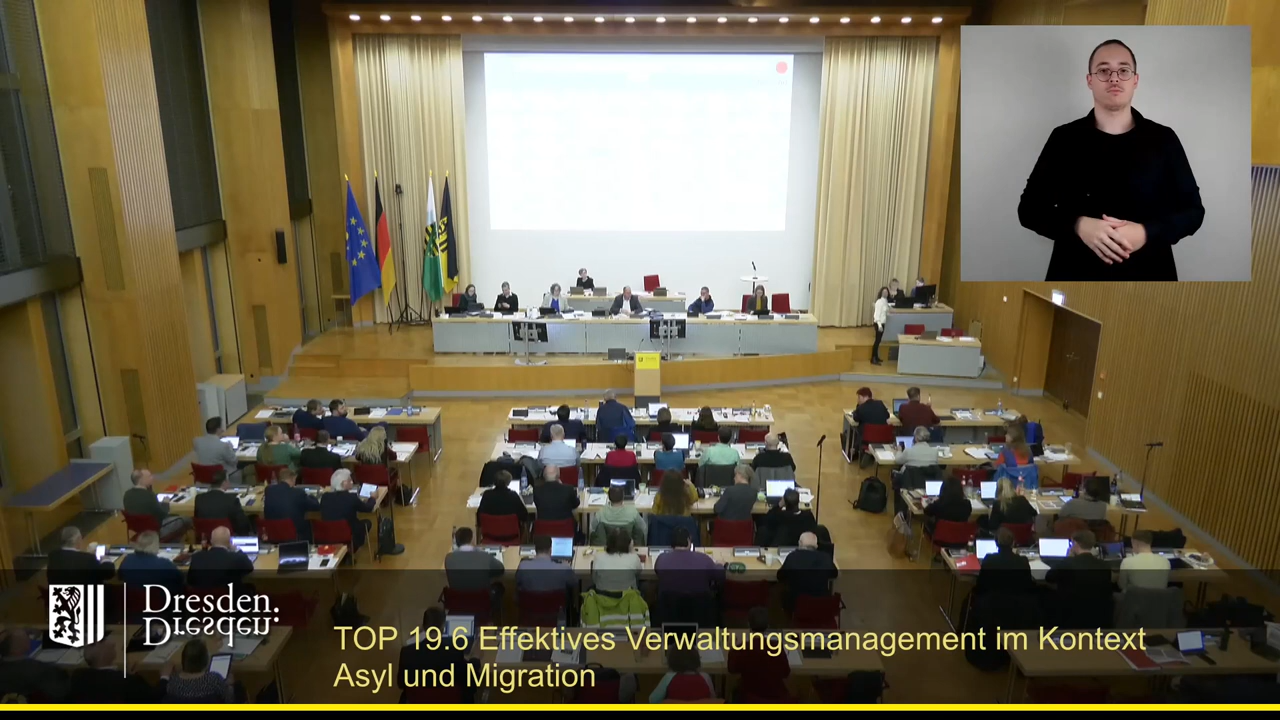 Dresden.
Dresden.
TOP 19.6 Effektives Verwaltungsmanagement im Kontext
Asyl und Migration